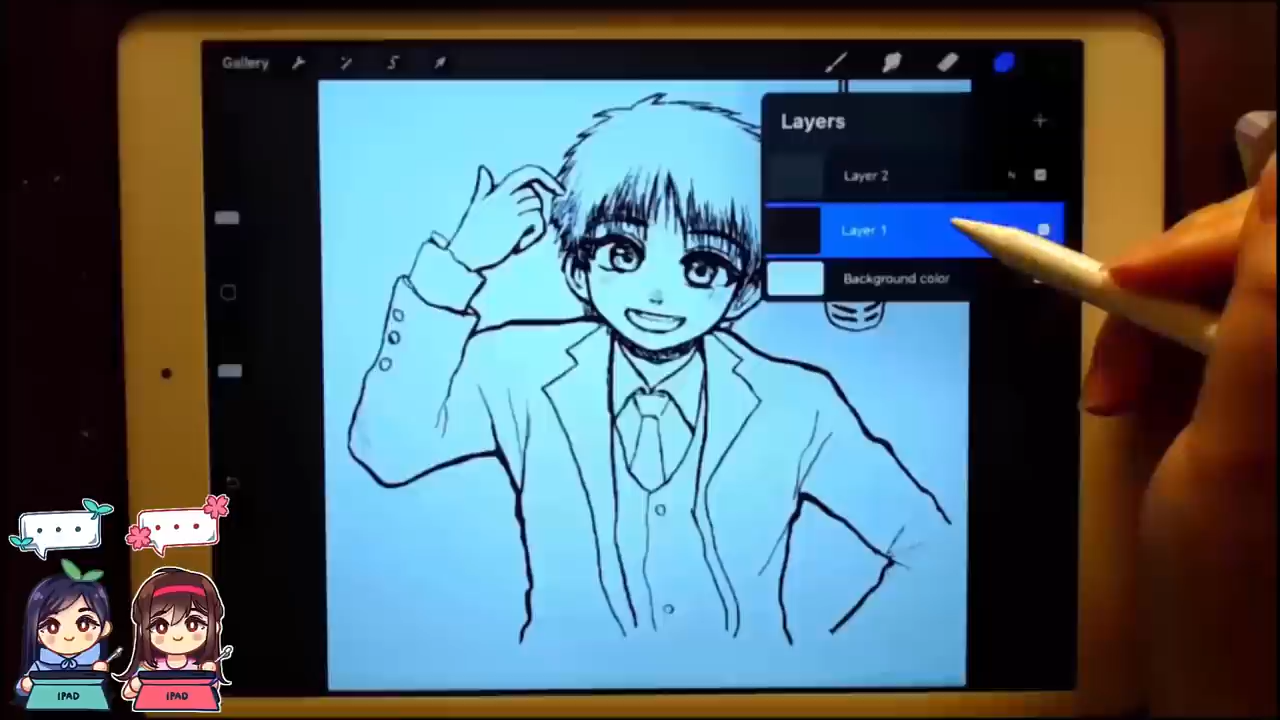 Gallery
Layers
Layer 2
N
Layer 1
Background color
IPAD
IPAD